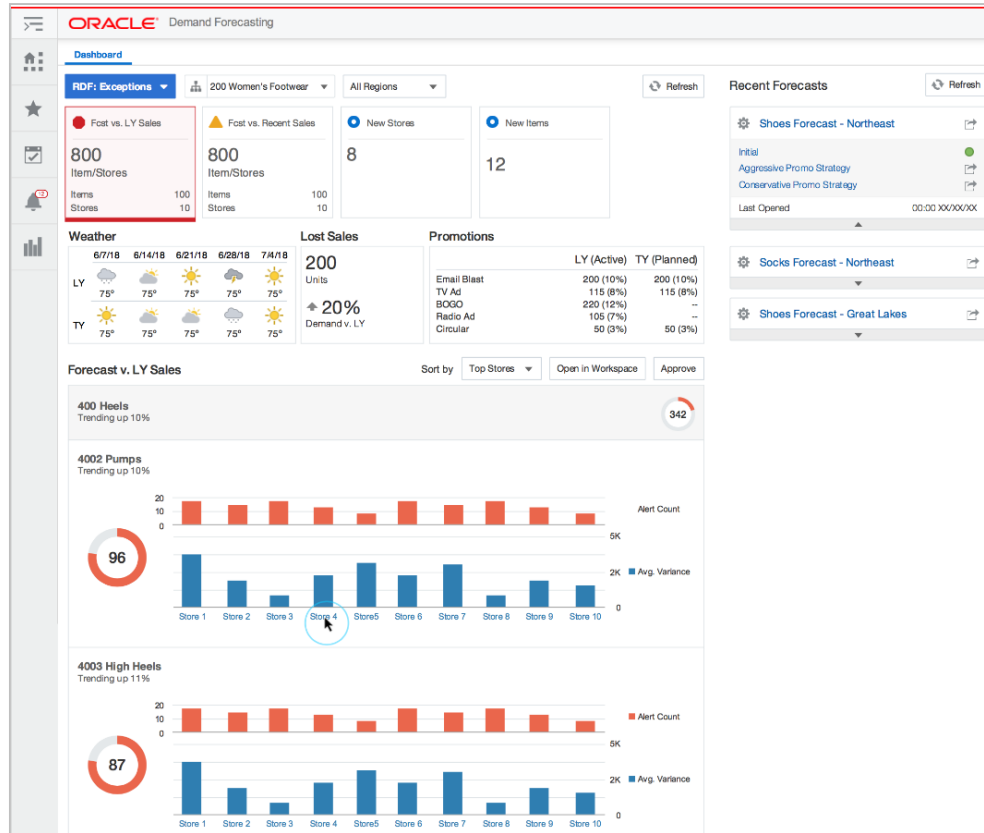 ORACLE® Demand Forecasting
Dashboard
RDF: Exceptions
200 Women's Footwear
All Regions
Refresh
Fcst vs. LY Sales
800
Item/Stores
Items 100
Stores 10
Fcst vs. Recent Sales
800
Item/Stores
Items 100
Stores 10
New Stores
8
New Items
12
Weather
6/7/18 6/14/18 6/21/18 6/28/18 7/4/18
LY
75° 75° 75° 75° 75°
TY
75° 75° 75° 75° 75°
Lost Sales
200
Units
20%
Demand v. LY
Promotions
LY (Active) TY (Planned)
Email Blast 200 (10%) 200 (10%)
TV Ad 115 (8%) 115 (8%)
BOGO 220 (12%) --
Radio Ad 105 (7%) --
Circular 50 (3%) 50 (3%)
Forecast v. LY Sales
Sort by Top Stores Open in Workspace Approve
400 Heels
Trending up 10%
342
4002 Pumps
Trending up 10%
96
20
10
0
Alert Count
5K
2K Avg. Variance
0
Store 1 Store 2 Store 3 Store 4 Store5 Store 6 Store 7 Store 8 Store 9 Store 10
4003 High Heels
Trending up 11%
87
20
10
0
Alert Count
5K
2K Avg. Variance
0
Store 1 Store 2 Store 3 Store 4 Store5 Store 6 Store 7 Store 8 Store 9 Store 10
Recent Forecasts
Refresh
Shoes Forecast - Northeast
Initial
Aggressive Promo Strategy
Conservative Promo Strategy
Last Opened 00:00 XX/XX/XX
Socks Forecast - Northeast
Shoes Forecast - Great Lakes